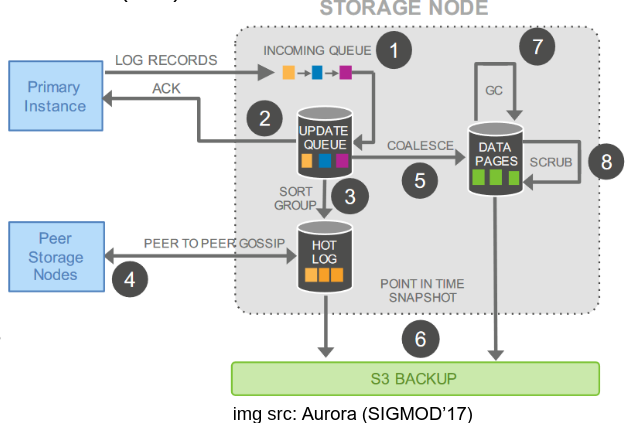 STORAGE NODE
INCOMING QUEUE
1
7
LOG RECORDS
Primary
Instance
ACK
GC
2
UPDATE
QUEUE
COALESCE
DATA
PAGES
SCRUB
8
5
SORT
GROUP
3
Peer
Storage
Nodes
PEER TO PEER GOSSIP
HOT
LOG
4
POINT IN TIME
SNAPSHOT
6
S3 BACKUP
img src: Aurora (SIGMOD'17)